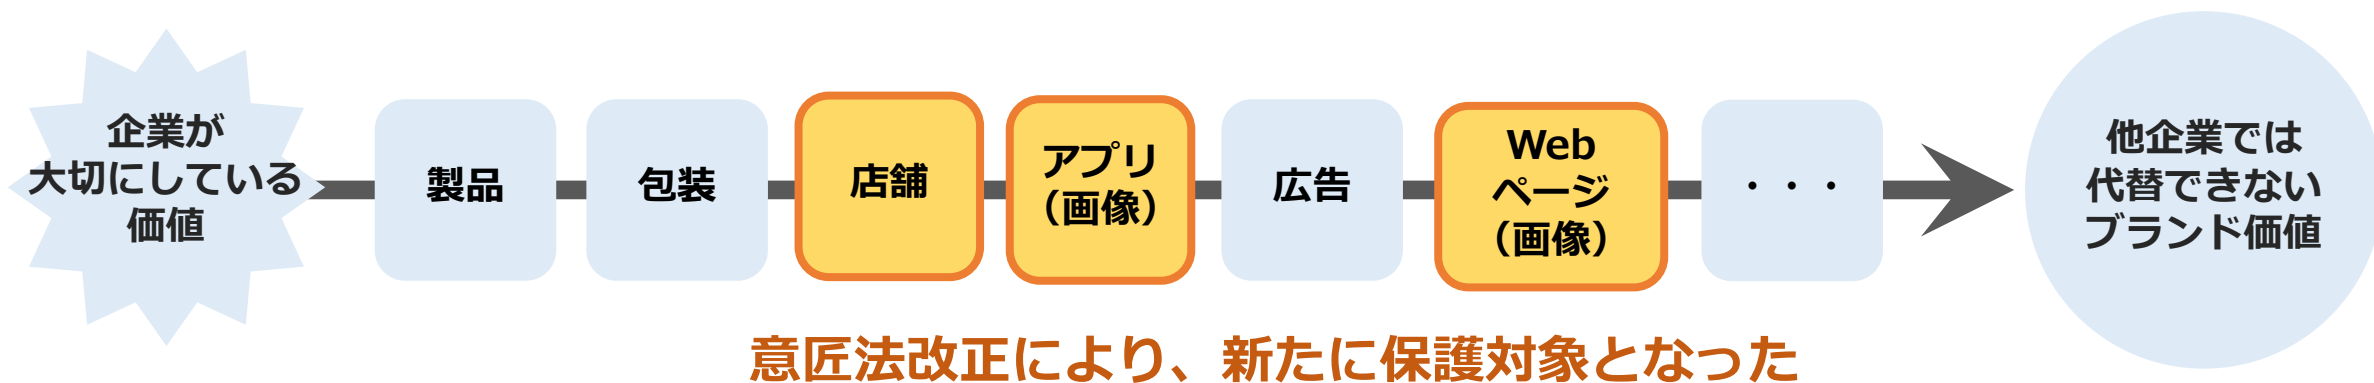 企業が
大切にしている
価値
製品
包装
店舗
アプリ
（画像）
広告
Web
ページ
（画像）
・・・
他企業では
代替できない
ブランド価値
意匠法改正により、新たに保護対象となった